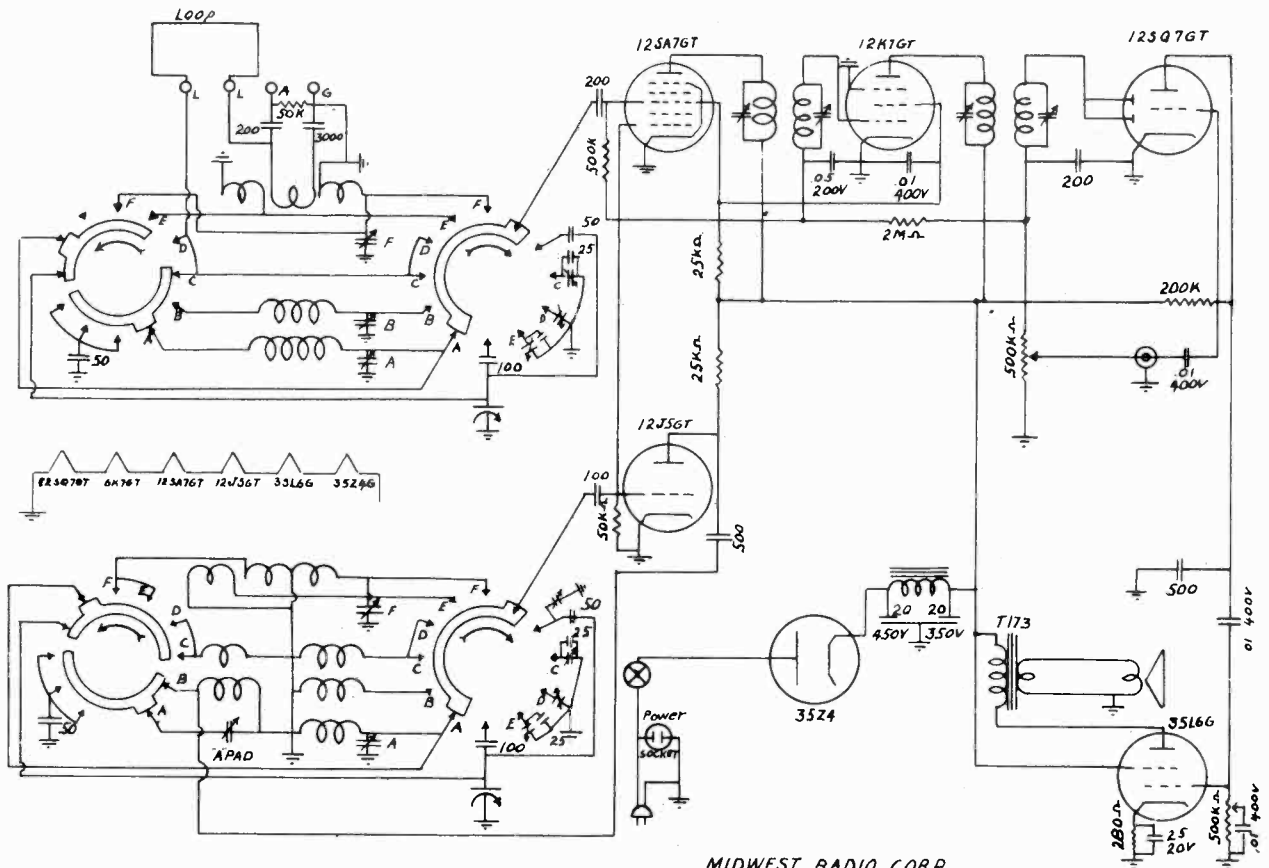 LOOP
L
L
A
G
50K
200
3000
F
E
D
C
B
A
50
F
B
A
F
E
D
C
B
A
50
25
C
D
E
100
12SA7GT
12K7GT
12SQ7GT
200
500K
.05
200V
.01
400V
200
2MΩ
25KΩ
200K
25KΩ
500KΩ
.01
400V
12J5GT
100
50KΩ
500
12SQ7GT 6K7GT 12SA7GT 12J5GT 35L6G 35Z4G
F
E
D
C
B
A
50
A PAD
F
A
F
E
D
C
B
A
50
25
C
D
E
25
100
20
450V
20
350V
35Z4
Power
socket
T173
500
01 400V
35L6G
280Ω
25
20V
500KΩ
.05 400V
MIDWEST RADIO CORP